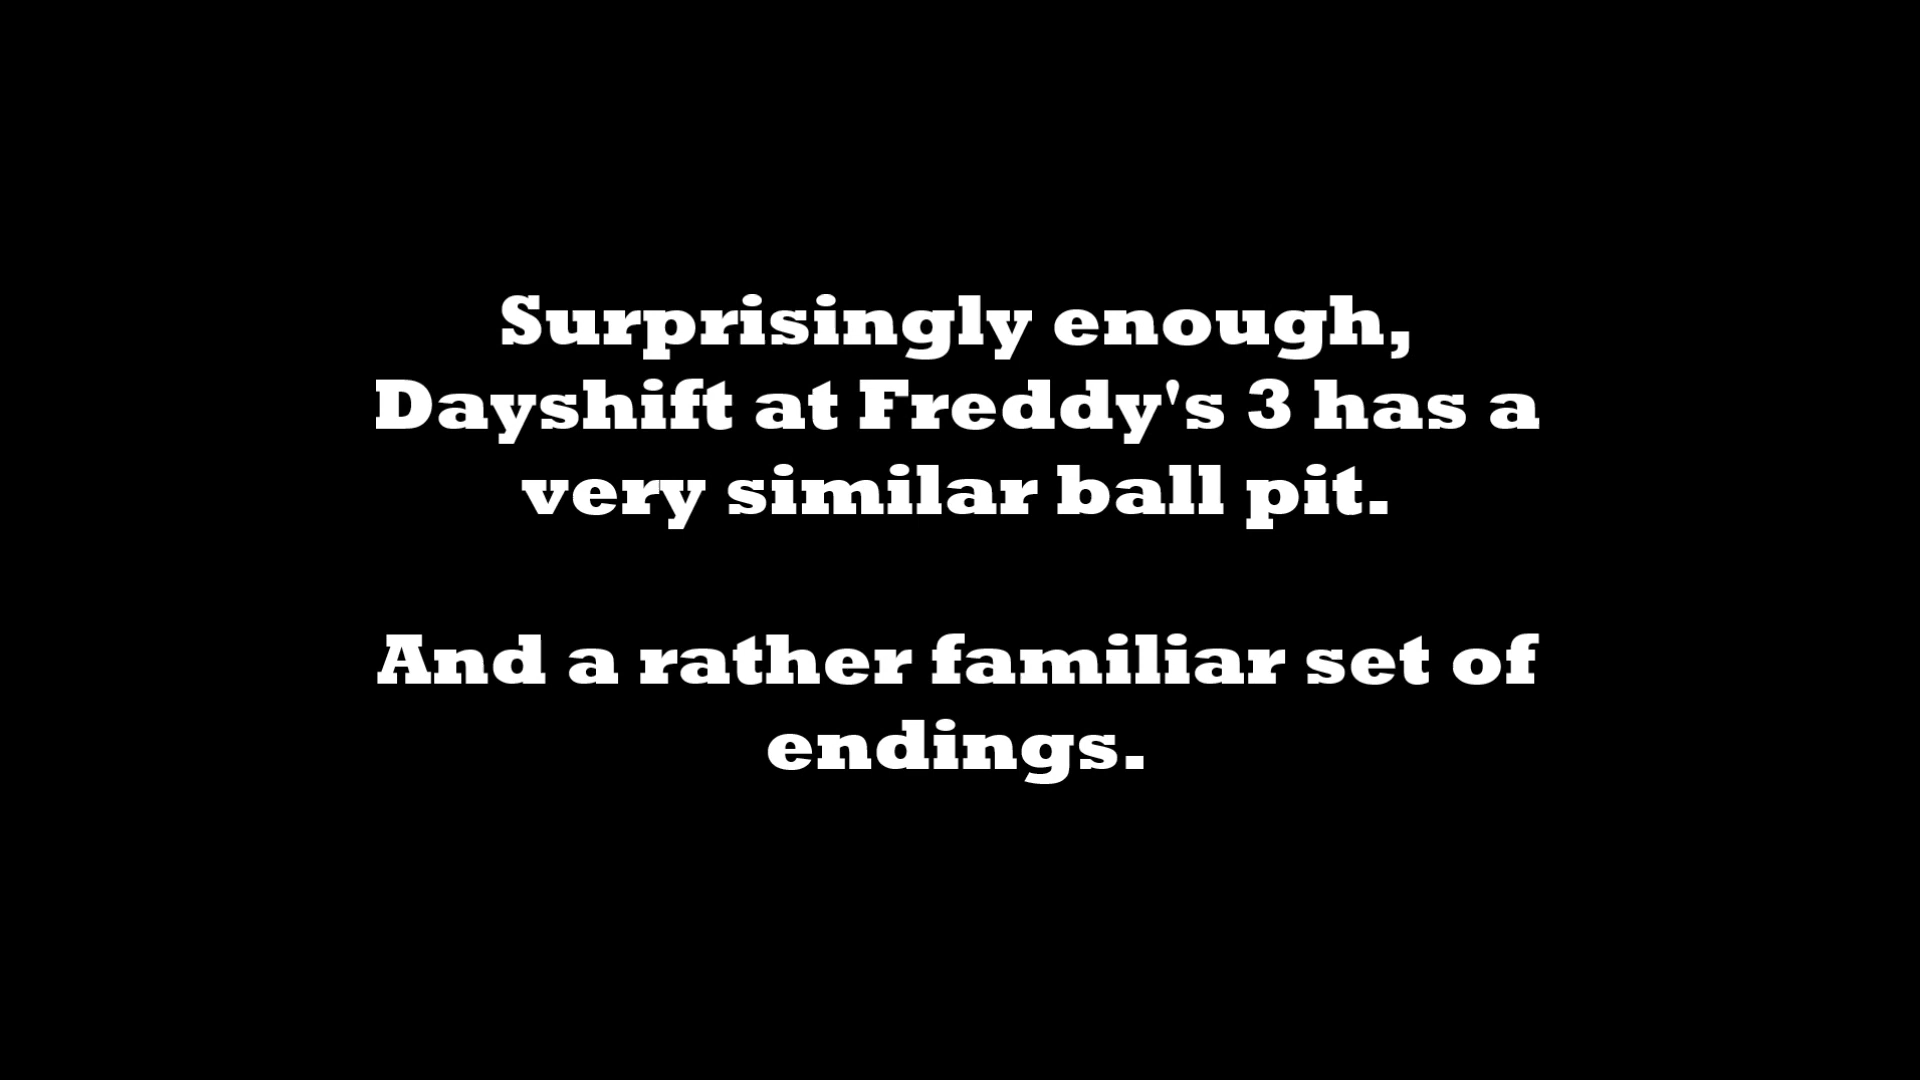 Surprisingly enough,
Dayshift at Freddy's 3 has a
very similar ball pit.
And a rather familiar set of
endings.